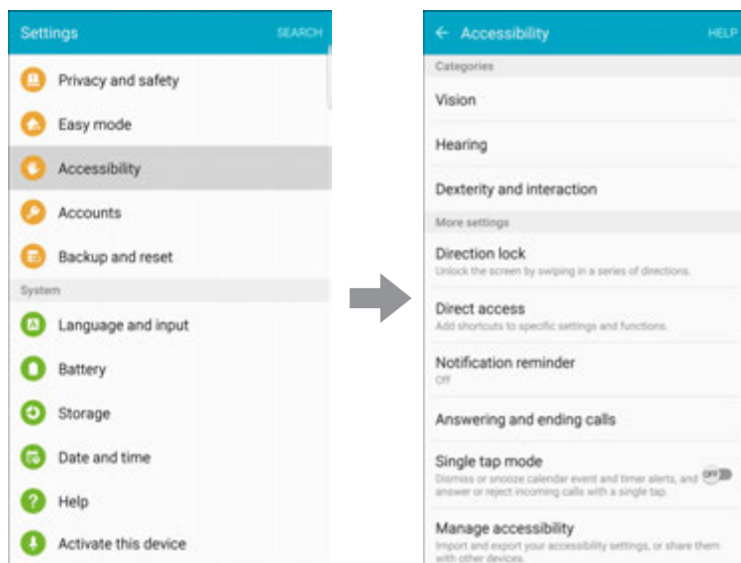 Settings
SEARCH
Privacy and safety
Easy mode
Accessibility
Accounts
Backup and reset
System
Language and input
Battery
Storage
Date and time
Help
Activate this device
Accessibility
HELP
Categories
Vision
Hearing
Dexterity and interaction
More settings
Direction lock
Unlock the screen by swiping in a series of directions.
Direct access
Add shortcuts to specific settings and functions.
Notification reminder
Off
Answering and ending calls
Single tap mode
Dismiss or snooze calendar event and timer alerts, and
answer or reject incoming calls with a single tap.
OFF
Manage accessibility
Import and export your accessibility settings, or share them
with other devices.